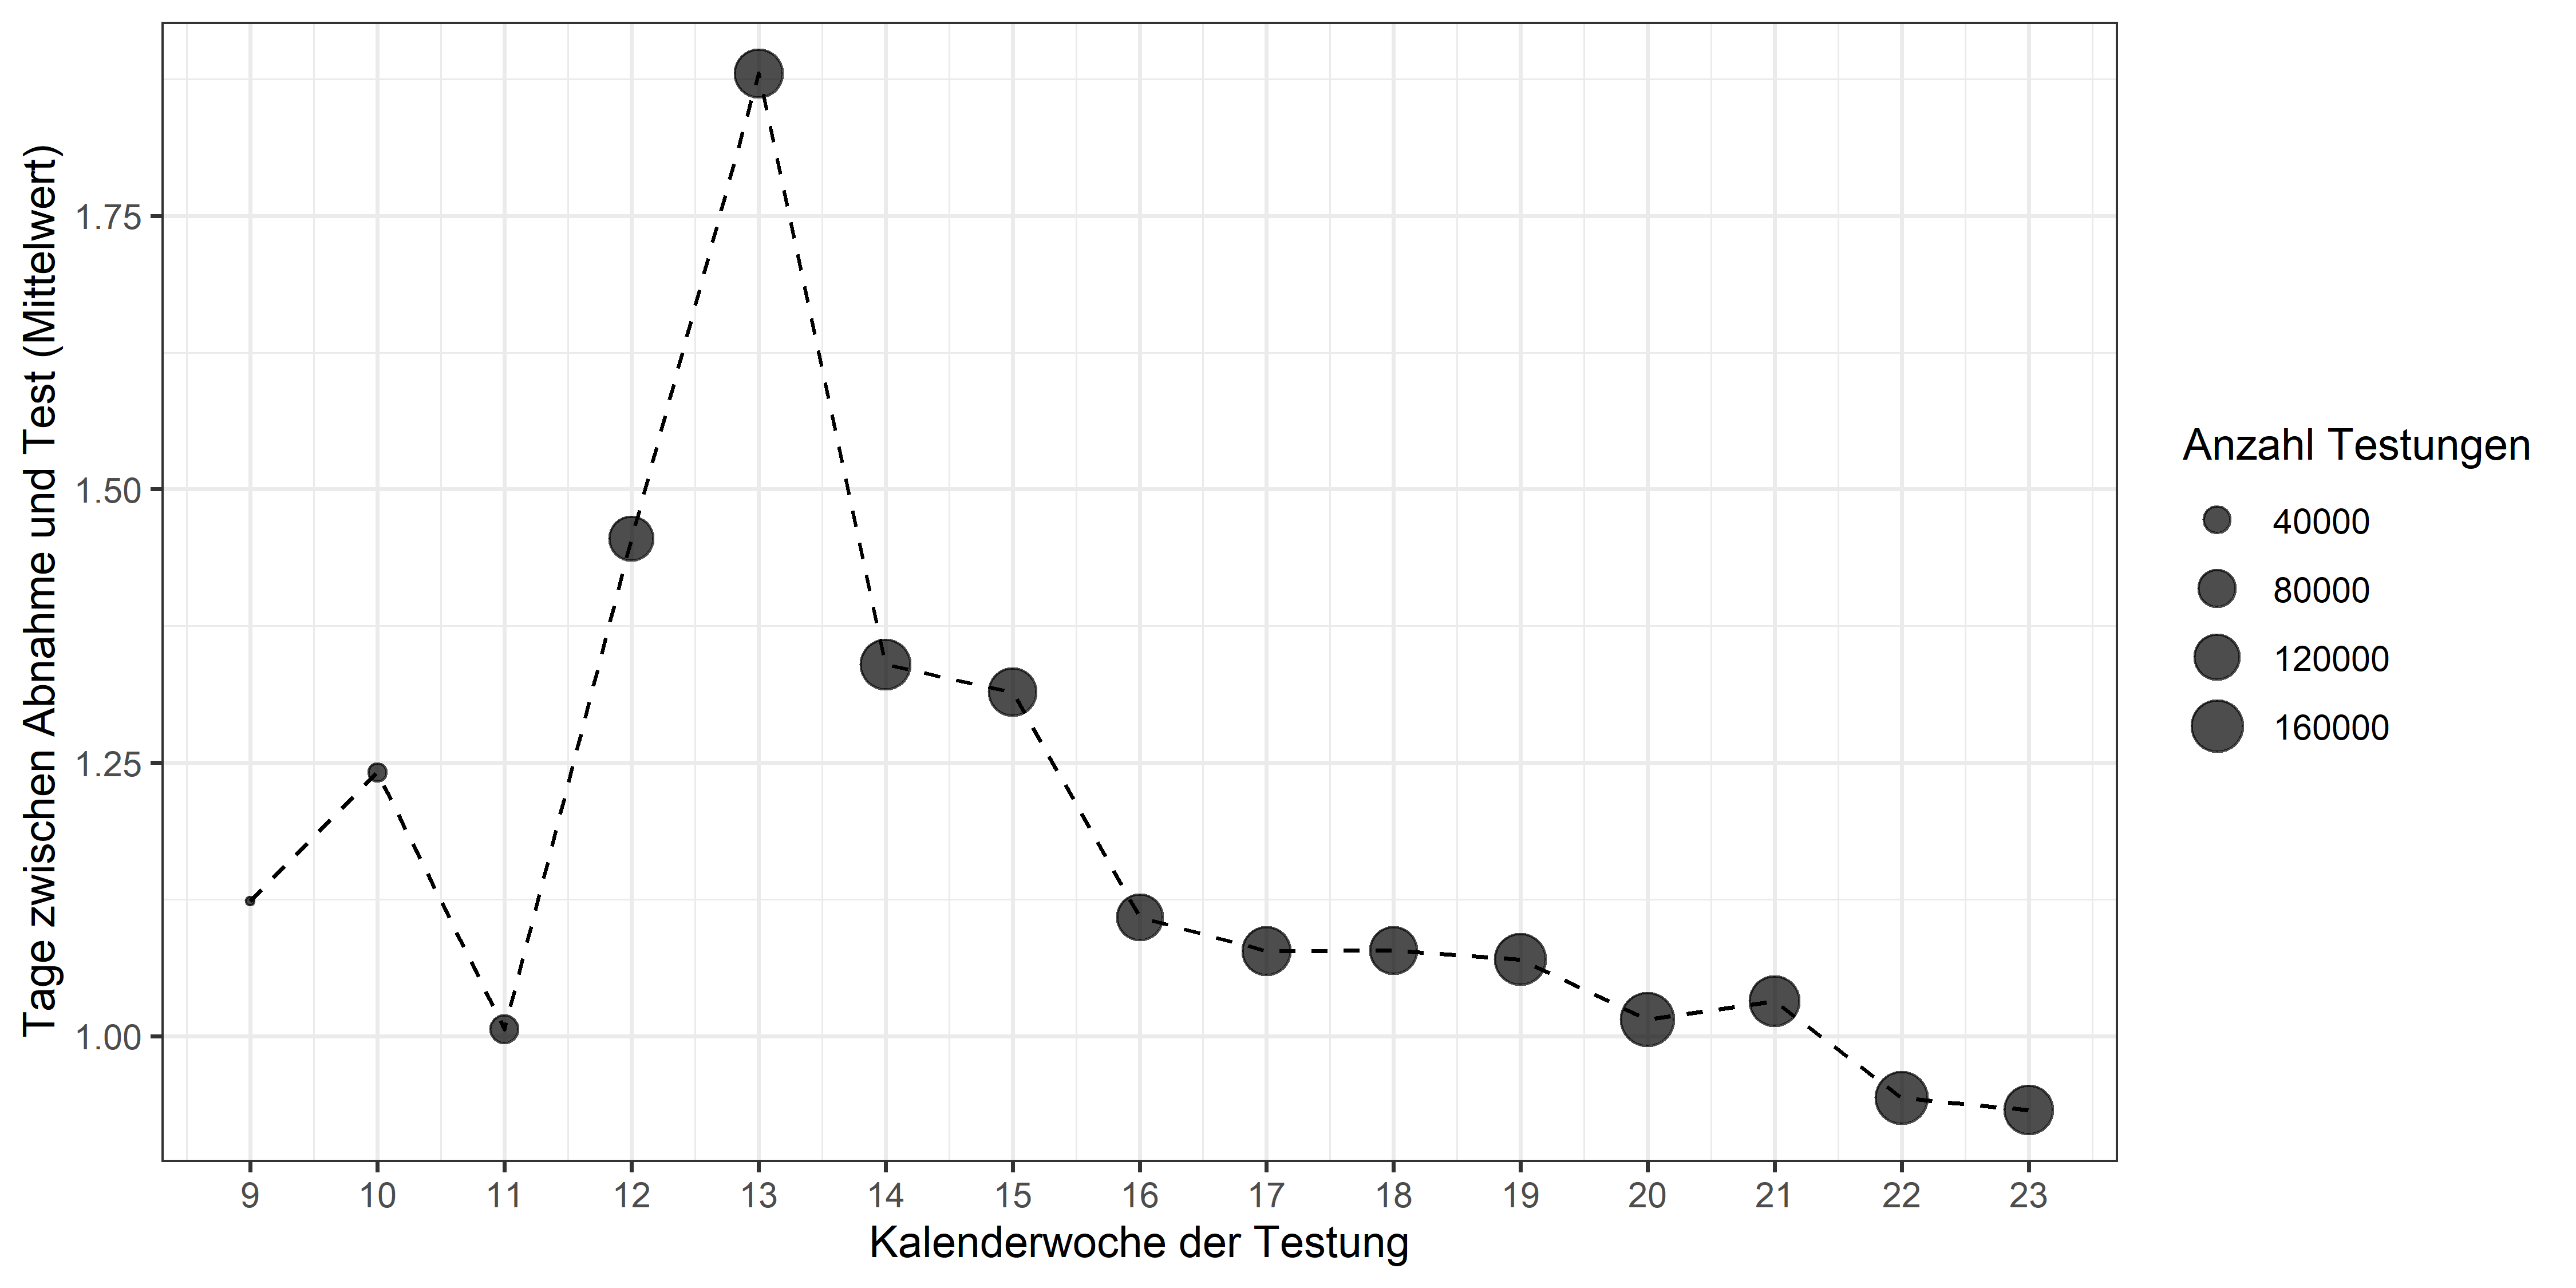 Tage zwischen Abnahme und Test (Mittelwert)
1.75
1.50
1.25
1.00
9 10 11 12 13 14 15 16 17 18 19 20 21 22 23
Kalenderwoche der Testung
Anzahl Testungen
40000
80000
120000
160000